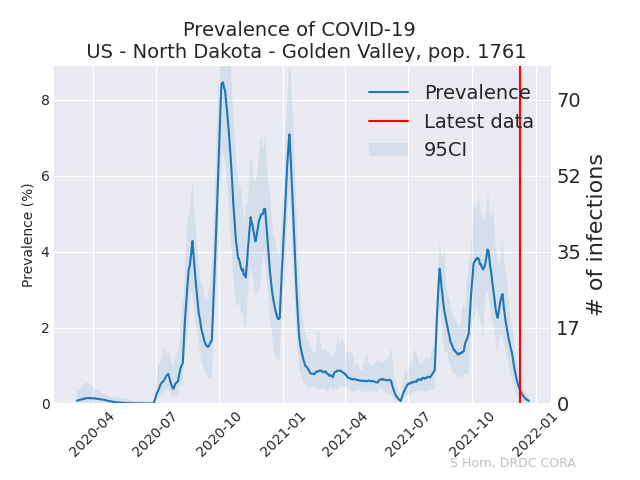 Prevalence of COVID-19
US - North Dakota - Golden Valley, pop. 1761
Prevalence
Latest data
95CI
Prevalence (%)
8
6
4
2
0
70
52
35
17
0
# of infections
2020-04
2020-07
2020-10
2021-01
2021-04
2021-07
2021-10
2022-01
S Horn, DRDC CORA